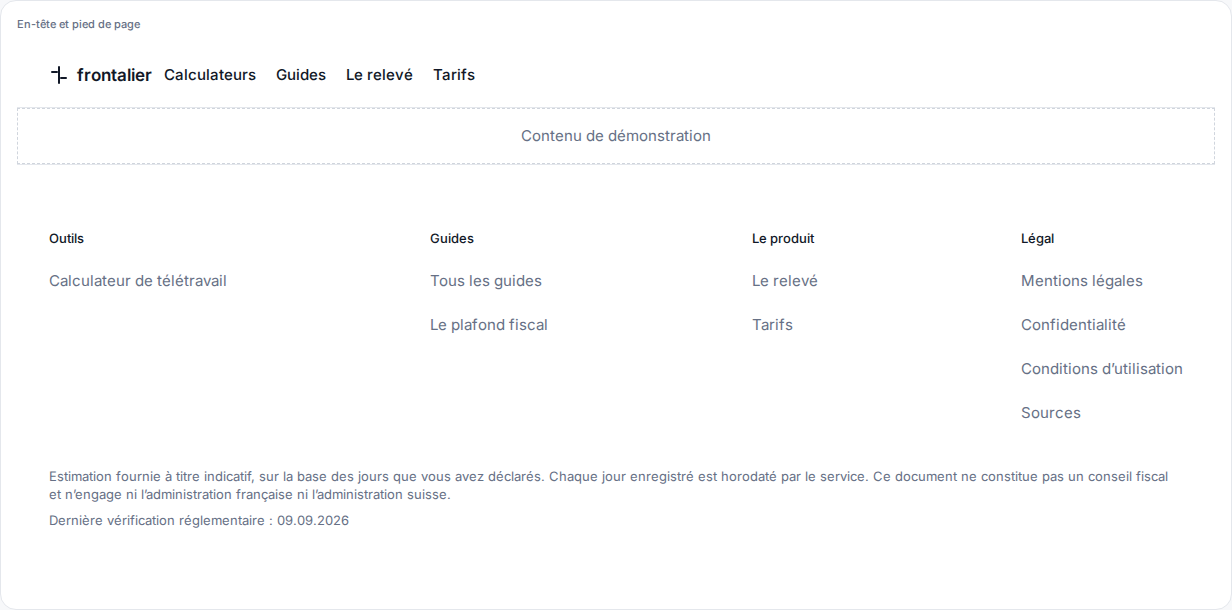 En-tête et pied de page
frontalier Calculateurs Guides Le relevé Tarifs
Contenu de démonstration
Outils
Calculateur de télétravail
Guides
Tous les guides
Le plafond fiscal
Le produit
Le relevé
Tarifs
Légal
Mentions légales
Confidentialité
Conditions d’utilisation
Sources
Estimation fournie à titre indicatif, sur la base des jours que vous avez déclarés. Chaque jour enregistré est horodaté par le service. Ce document ne constitue pas un conseil fiscal
et n’engage ni l’administration française ni l’administration suisse.
Dernière vérification réglementaire : 09.09.2026